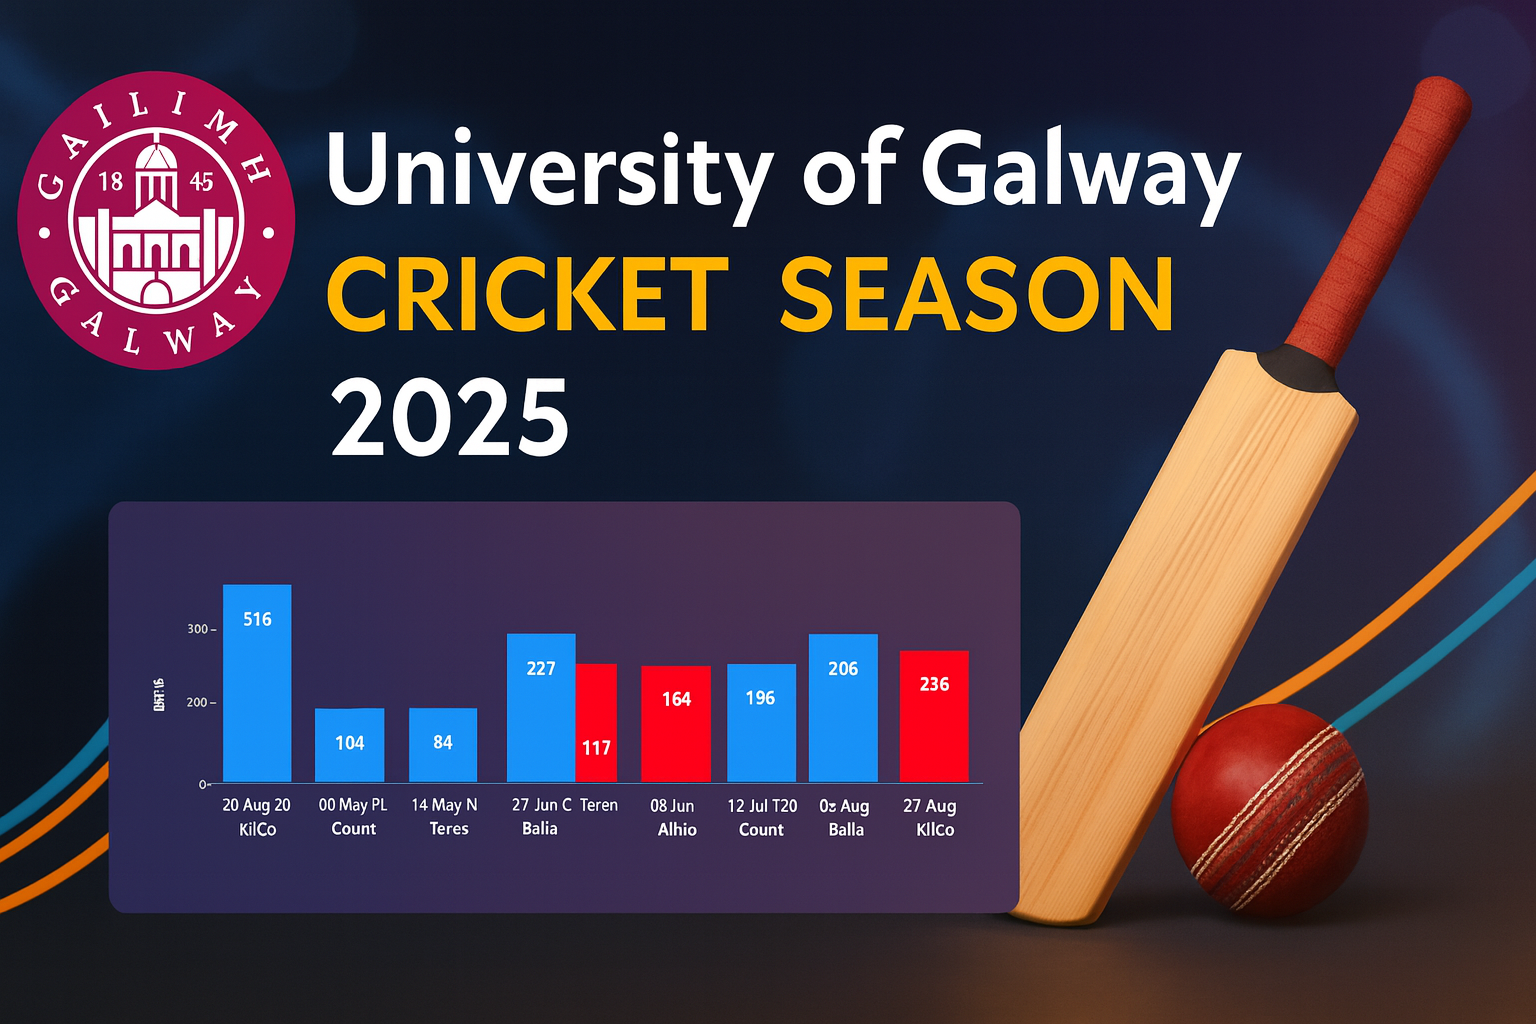 GAILIMH
18 45
GALWAY
University of Galway
CRICKET SEASON
2025
516
300
227
206
236
164
196
200
104
84
117
0
20 Aug 20
KilCo
00 May PL
Count
14 May N
Teres
27 Jun C
Balia
Teren
08 Jun
Alhio
12 Jul T20
Count
Aug
Balla
27 Aug
KllCo